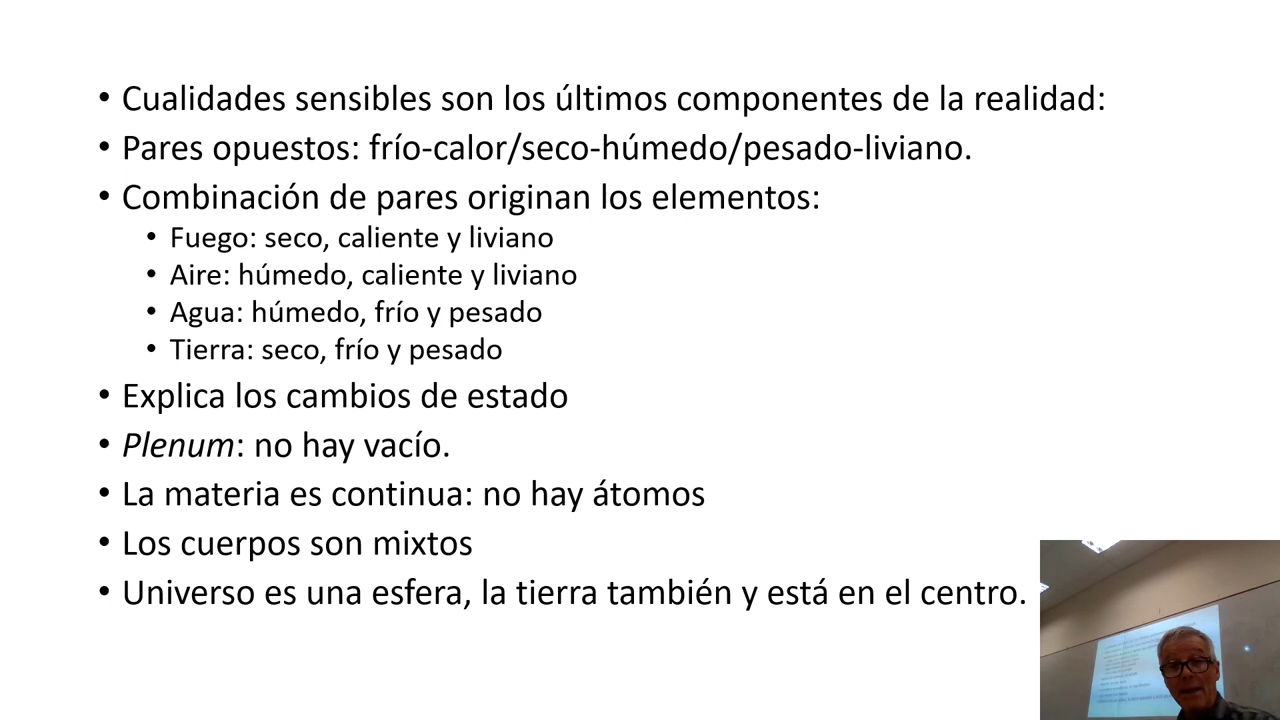 • Cualidades sensibles son los últimos componentes de la realidad:
• Pares opuestos: frío-calor/seco-húmedo/pesado-liviano.
• Combinación de pares originan los elementos:
• Fuego: seco, caliente y liviano
• Aire: húmedo, caliente y liviano
• Agua: húmedo, frío y pesado
• Tierra: seco, frío y pesado
• Explica los cambios de estado
• Plenum: no hay vacío.
• La materia es continua: no hay átomos
• Los cuerpos son mixtos
• Universo es una esfera, la tierra también y está en el centro.